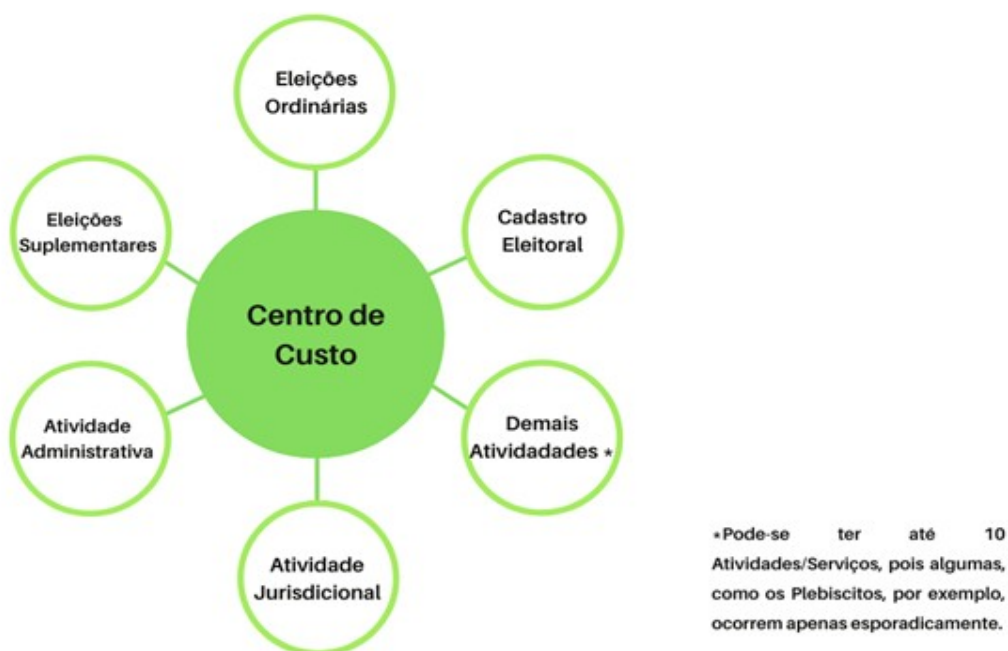 Eleições
Ordinárias
Eleições
Suplementares
Cadastro
Eleitoral
Centro de
Custo
Atividade
Administrativa
Demais
Atividadades *
Atividade
Jurisdicional
*Pode-se ter até 10
Atividades/Serviços, pois algumas,
como os Plebiscitos, por exemplo,
ocorrem apenas esporadicamente.